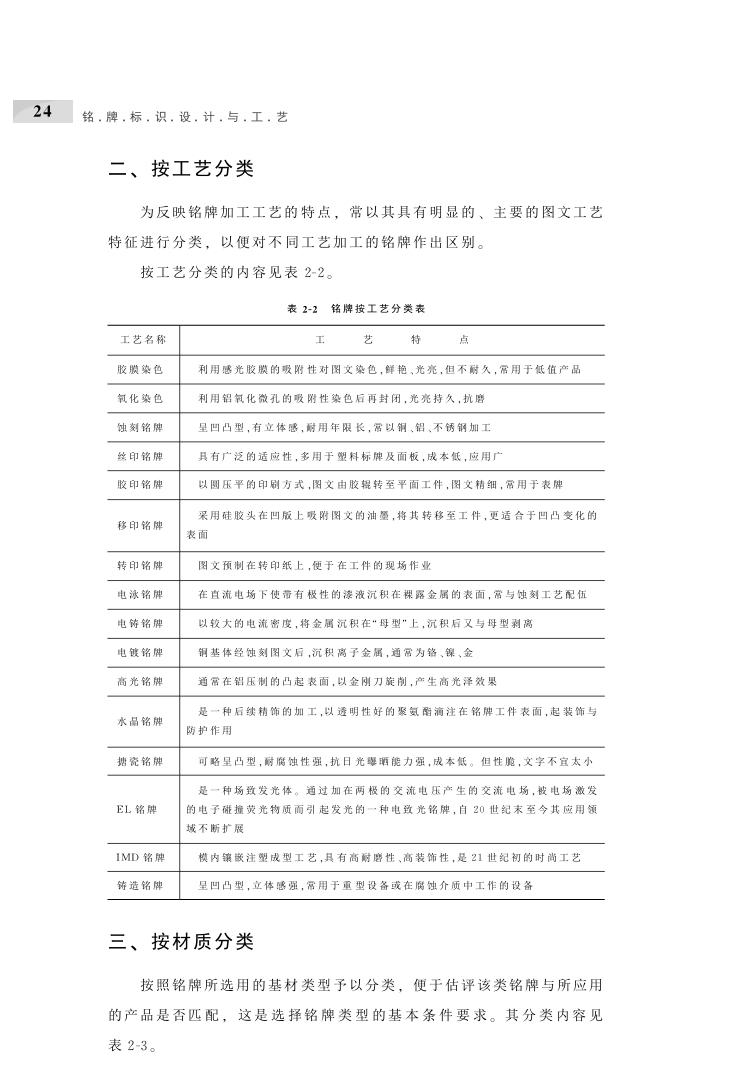 24
铭.牌.标.识.设.计.与.工.艺
二、按工艺分类
为反映铭牌加工工艺的特点，常以其具有明显的、主要的图文工艺
特征进行分类，以便对不同工艺加工的铭牌作出区别。
按工艺分类的内容见表 2-2。
表 2-2 铭牌按工艺分类表
工艺名称 工 艺 特 点
胶膜染色 利用感光胶膜的吸附性对图文染色,鲜艳、光亮,但不耐久,常用于低值产品
氧化染色 利用铝氧化微孔的吸附性染色后再封闭,光亮持久,抗磨
蚀刻铭牌 呈凹凸型,有立体感,耐用年限长,常以铜、铝、不锈钢加工
丝印铭牌 具有广泛的适应性,多用于塑料标牌及面板,成本低,应用广
胶印铭牌 以圆压平的印刷方式,图文由胶辊转至平面工件,图文精细,常用于表牌
移印铭牌 采用硅胶头在凹版上吸附图文的油墨,将其转移至工件,更适合于凹凸变化的
表面
转印铭牌 图文预制在转印纸上,便于在工件的现场作业
电泳铭牌 在直流电场下使带有极性的漆液沉积在裸露金属的表面,常与蚀刻工艺配伍
电铸铭牌 以较大的电流密度,将金属沉积在“母型”上,沉积后又与母型剥离
电镀铭牌 铜基体经蚀刻图文后,沉积离子金属,通常为铬、镍、金
高光铭牌 通常在铝压制的凸起表面,以金刚刀旋削,产生高光泽效果
水晶铭牌 是一种后续精饰的加工,以透明性好的聚氨酯滴注在铭牌工件表面,起装饰与
防护作用
搪瓷铭牌 可略呈凸型,耐腐蚀性强,抗日光曝晒能力强,成本低。但性脆,文字不宜太小
EL 铭牌 是一种场致发光体。通过加在两极的交流电压产生的交流电场,被电场激发
的电子碰撞荧光物质而引起发光的一种电致光铭牌,自 20 世纪末至今其应用领
域不断扩展
IMD 铭牌 模内镶嵌注塑成型工艺,具有高耐磨性、高装饰性,是 21 世纪初的时尚工艺
铸造铭牌 呈凹凸型,立体感强,常用于重型设备或在腐蚀介质中工作的设备
三、按材质分类
按照铭牌所选用的基材类型予以分类，便于估评该类铭牌与所应用
的产品是否匹配，这是选择铭牌类型的基本条件要求。其分类内容见
表 2-3。